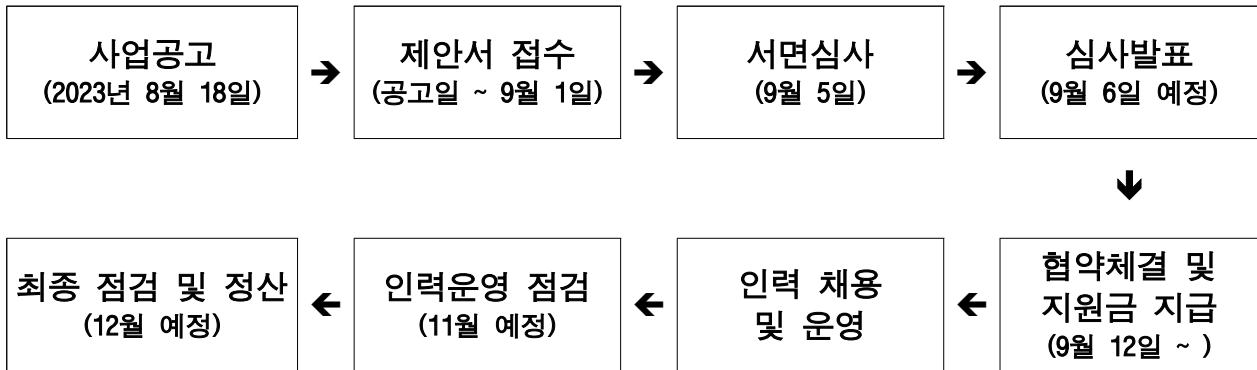 사업공고
(2023년 8월 18일)
➔
제안서 접수
(공고일 ~ 9월 1일)
➔
서면심사
(9월 5일)
➔
심사발표
(9월 6일 예정)
🡻
협약체결 및
지원금 지급
(9월 12일 ~ )
🡸
인력 채용
및 운영
🡸
인력운영 점검
(11월 예정)
🡸
최종 점검 및 정산
(12월 예정)